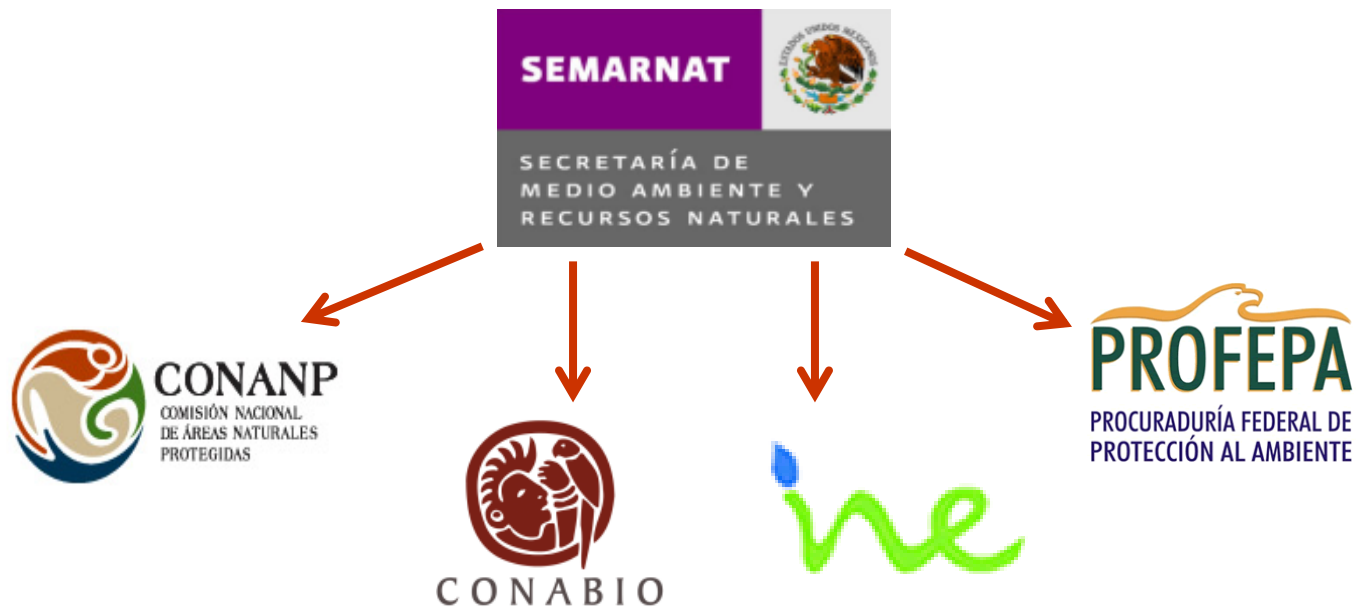 SEMARNAT
ESTADOS UNIDOS MEXICANOS
SECRETARÍA DE
MEDIO AMBIENTE Y
RECURSOS NATURALES
CONANP
COMISIÓN NACIONAL
DE ÁREAS NATURALES
PROTEGIDAS
CONABIO
ine
PROFEPA
PROCURADURÍA FEDERAL DE
PROTECCIÓN AL AMBIENTE